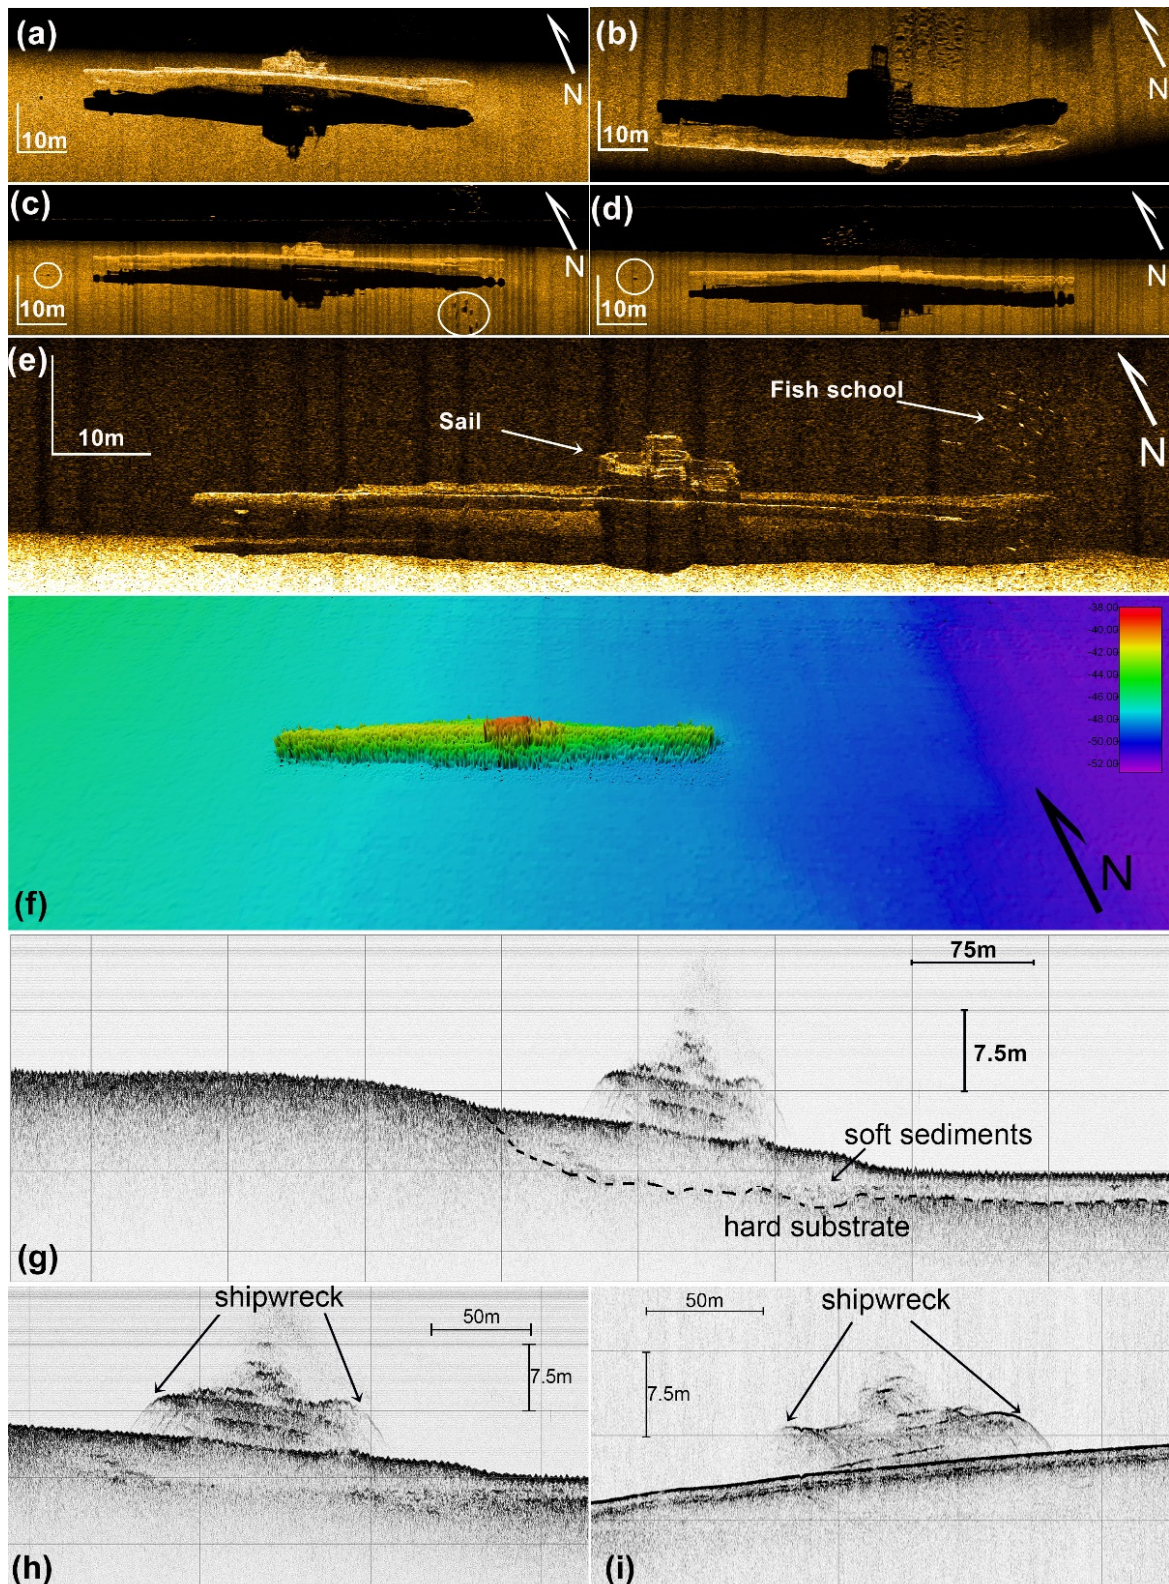 (a)
N
10m
(b)
N
10m
(c)
N
10m
(d)
N
10m
(e)
10m
Sail
Fish school
N
-38.00
-40.00
-42.00
-44.00
-46.00
-48.00
-50.00
-52.00
N
(f)
75m
7.5m
soft sediments
hard substrate
(g)
shipwreck
50m
7.5m
(h)
50m
shipwreck
7.5m
(i)